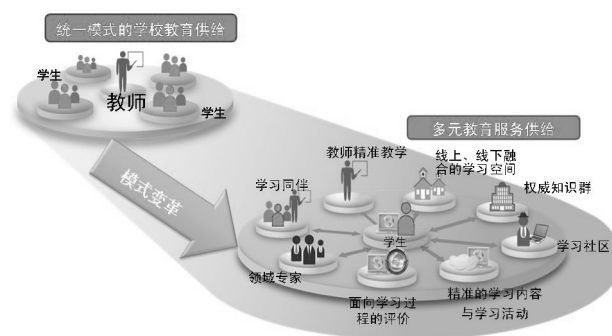 统一模式的学校教育供给
学生
教师
学生
模式变革
多元教育服务供给
教师精准教学
线上、线下融
合的学习空间
权威知识群
学习同伴
学生
学习社区
领域专家
面向学习过
程的评价
精准的学习内容
与学习活动